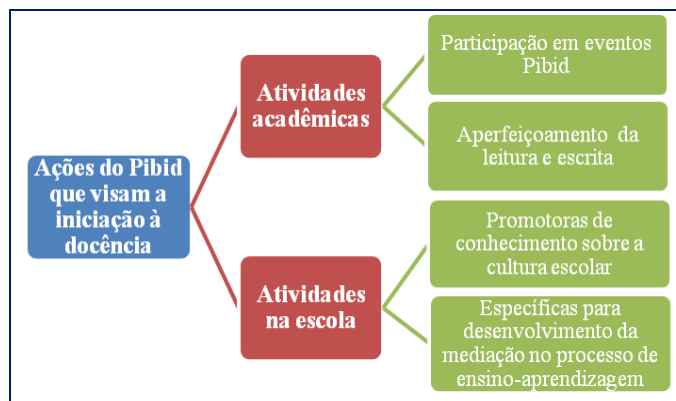 Ações do Pibid
que visam a
iniciação à
docência
Atividades
acadêmicas
Participação em eventos
Pibid
Aperfeiçoamento da
leitura e escrita
Atividades
na escola
Promotoras de
conhecimento sobre a
cultura escolar
Específicas para
desenvolvimento da
mediação no processo de
ensino-aprendizagem